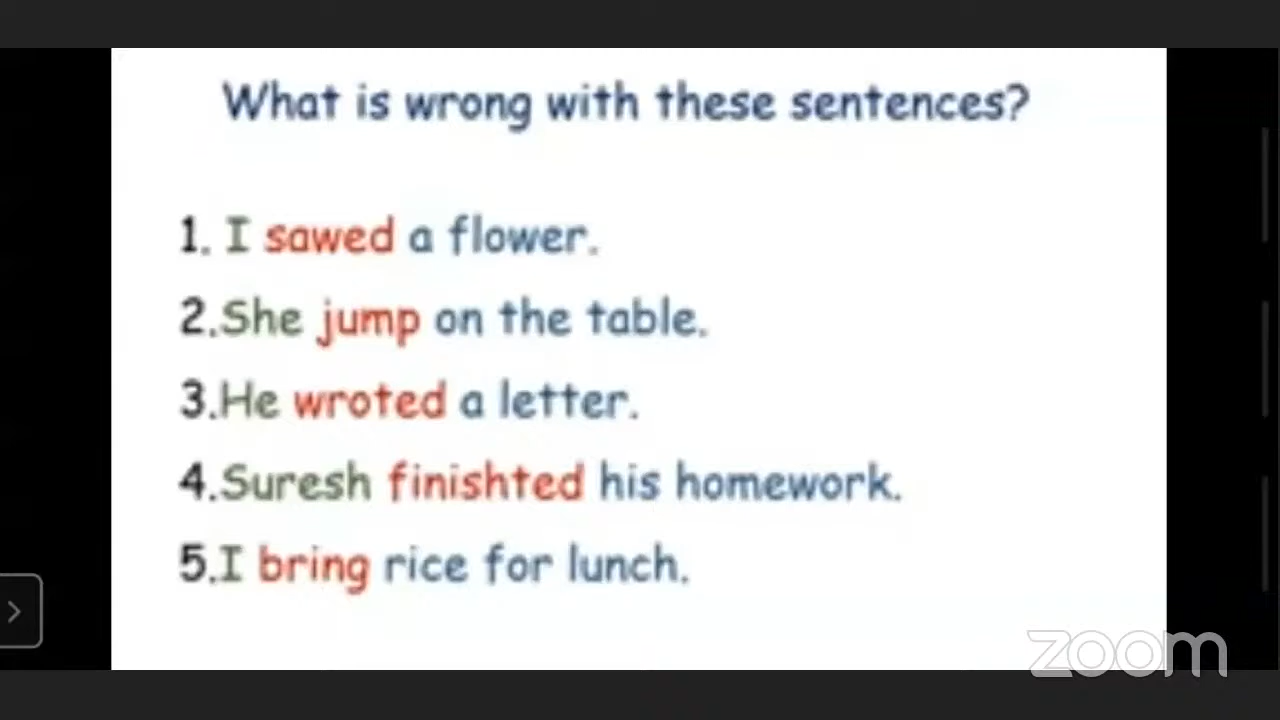 What is wrong with these sentences?
1. I sawed a flower.
2.She jump on the table.
3.He wroted a letter.
4.Suresh finishted his homework.
5.I bring rice for lunch.
zoom